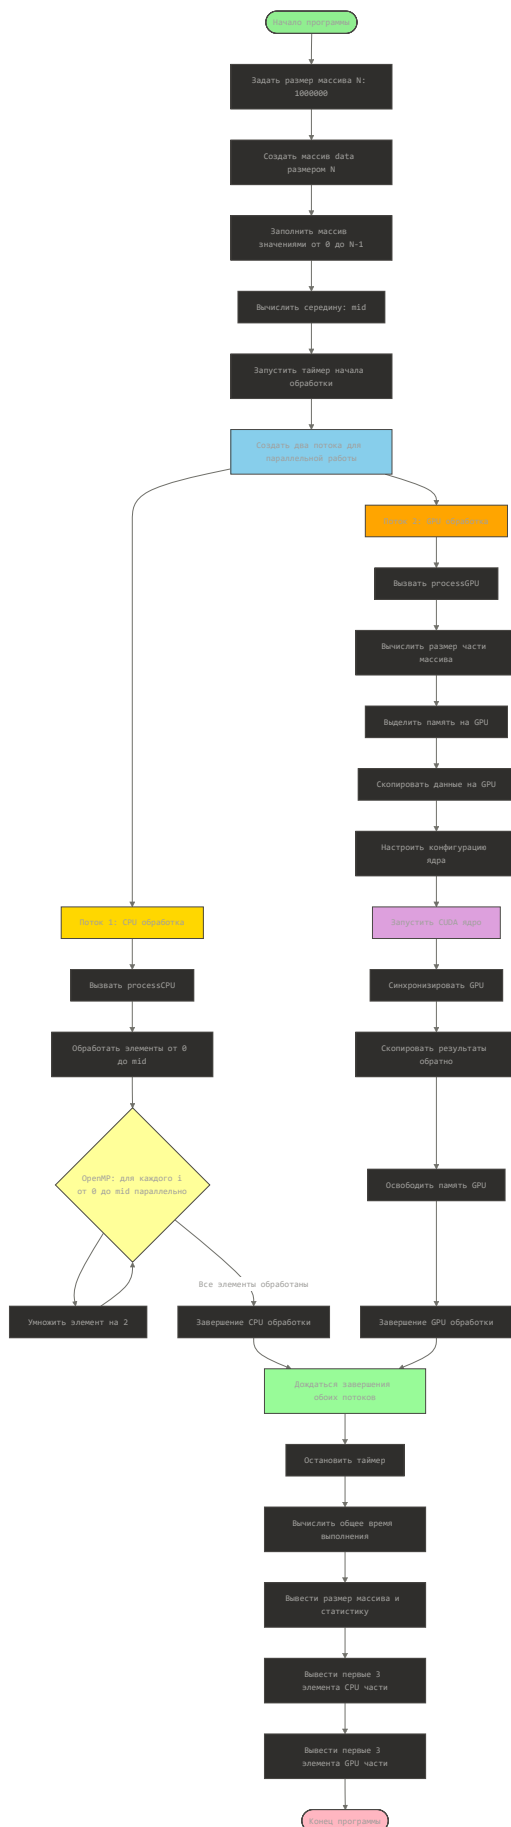 Начало программы
Задать размер массива N:
1000000
Создать массив data
размером N
Заполнить массив
значениями от 0 до N-1
Вычислить середину: mid
Запустить таймер начала
обработки
Создать два потока для
параллельной работы
Поток 2: GPU обработка
Вызвать processGPU
Вычислить размер части
массива
Выделить память на GPU
Скопировать данные на GPU
Настроить конфигурацию
ядра
Поток 1: CPU обработка
Запустить CUDA ядро
Вызвать processCPU
Синхронизировать GPU
Обработать элементы от 0
до mid
Скопировать результаты
обратно
OpenMP: для каждого i
от 0 до mid параллельно
Освободить память GPU
Все элементы обработаны
Умножить элемент на 2
Завершение CPU обработки
Завершение GPU обработки
Дождаться завершения
обоих потоков
Остановить таймер
Вычислить общее время
выполнения
Вывести размер массива и
статистику
Вывести первые 3
элемента CPU части
Вывести первые 3
элемента GPU части
Конец программы